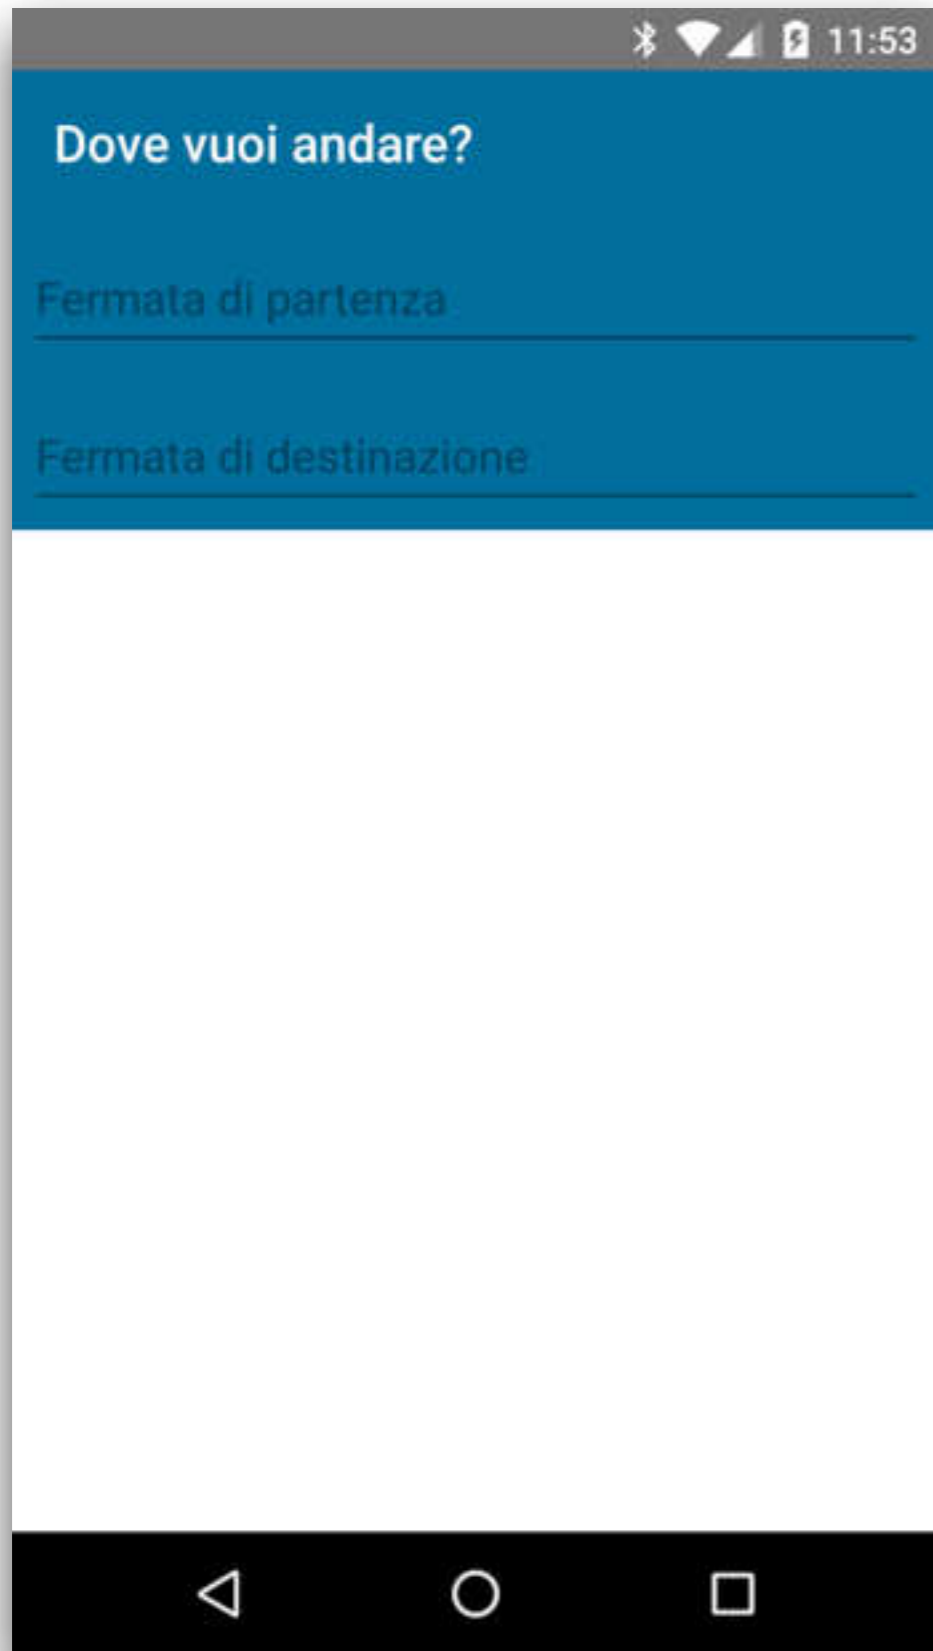 11:53
Dove vuoi andare?
Fermata di partenza
Fermata di destinazione